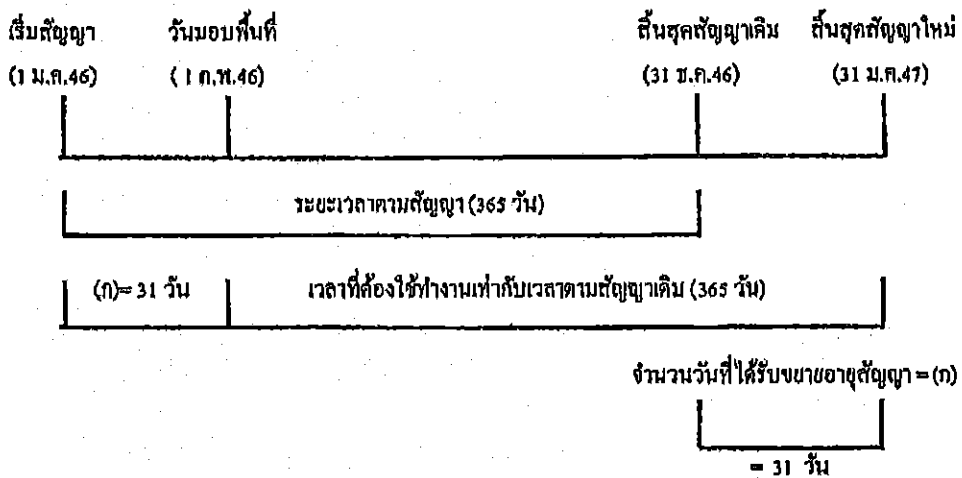 เริ่มสัญญา วันมอบพื้นที่ สิ้นสุดสัญญาเดิม สิ้นสุดสัญญาใหม่
(1 ม.ค.46) (1 ก.พ.46) (31 ธ.ค.46) (31 ม.ค.47)
ระยะเวลาตามสัญญา (365 วัน)
(ก)= 31 วัน เวลาที่ต้องใช้ทำงานเท่ากับเวลาตามสัญญาเดิม (365 วัน)
จำนวนวันที่ได้รับขยายอายุสัญญา = (ก)
= 31 วัน